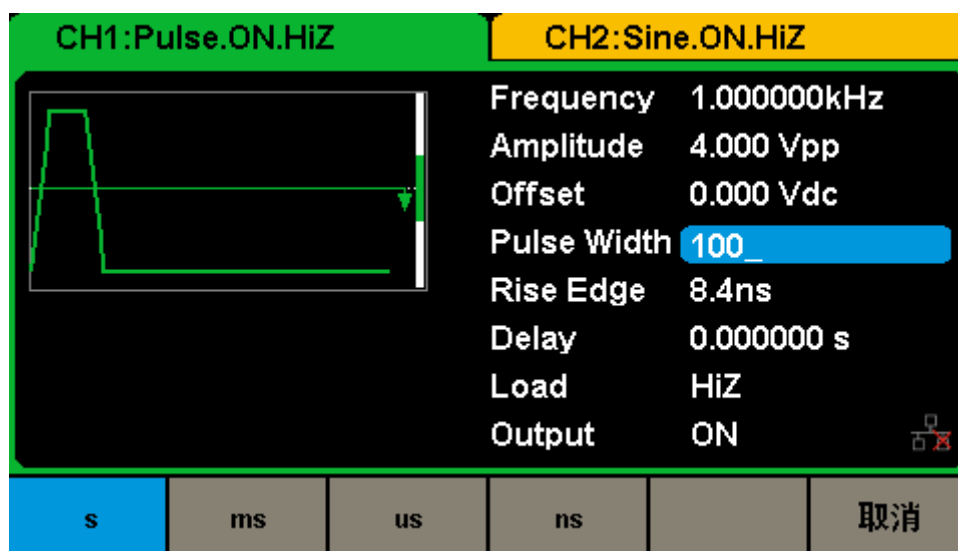 CH1:Pulse.ON.HiZ CH2:Sine.ON.HiZ
Frequency 1.000000kHz
Amplitude 4.000 Vpp
Offset 0.000 Vdc
Pulse Width 100_
Rise Edge 8.4ns
Delay 0.000000 s
Load HiZ
Output ON
s ms us ns 取消